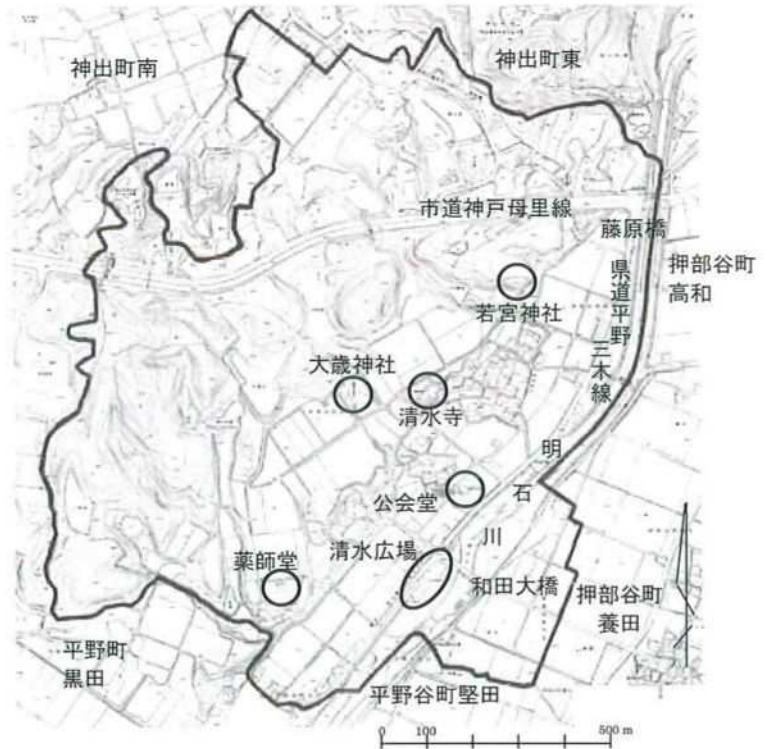 神出町南
神出町東
市道神戸母里線
藤原橋
押部谷町
高和
県道平野
三木線
若宮神社
大歳神社
清水寺
明
石
川
公会堂
清水広場
薬師堂
和田大橋
押部谷町
養田
平野町
黒田
平野谷町堅田
0 100 500 m